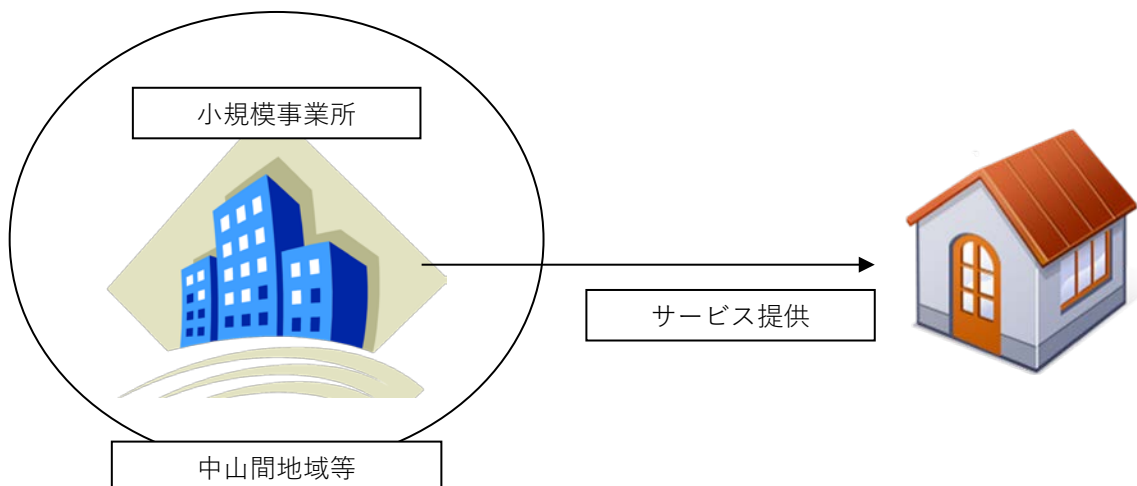 小規模事業所
サービス提供
中山間地域等